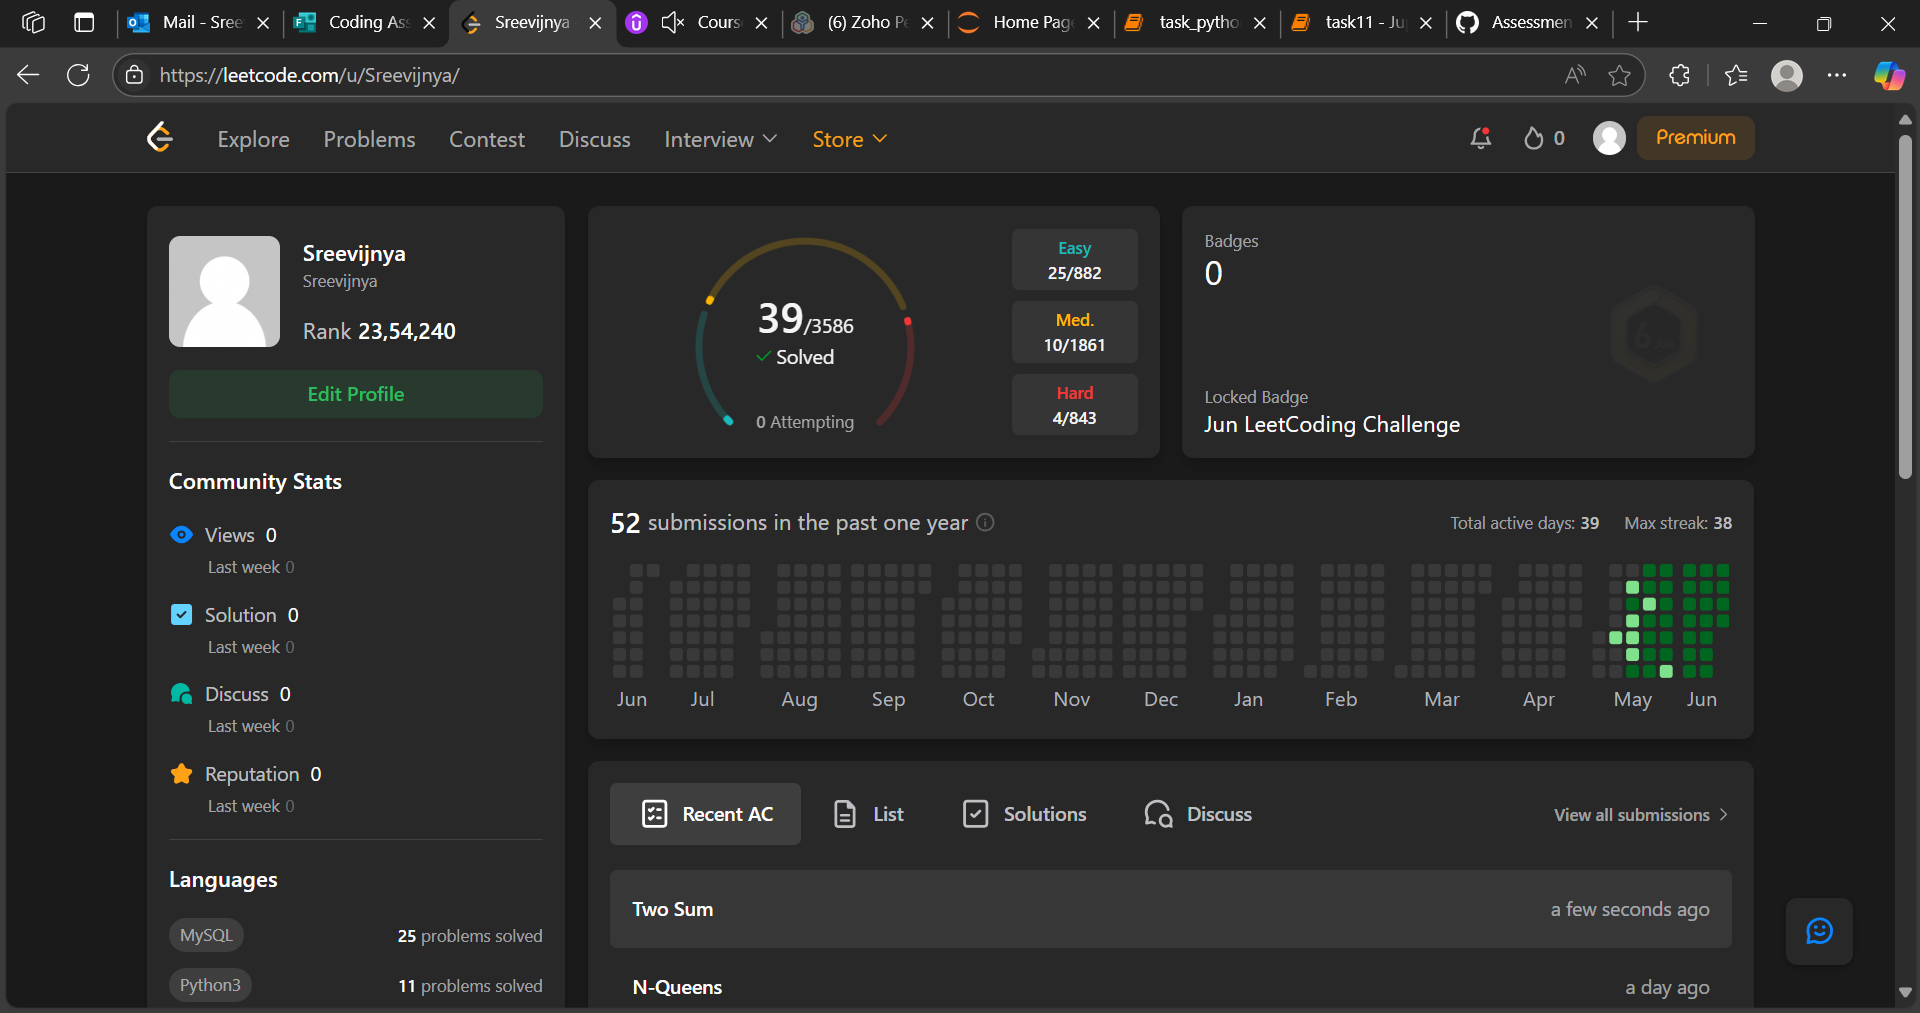 Mail - Sree
Coding Ass
Sreevijnya
Cours
(6) Zoho Pe
Home Page
task_pytho
task11 - Ju
Assessmen
https://leetcode.com/u/Sreevijnya/
Explore
Problems
Contest
Discuss
Interview
Store
0
Premium
Sreevijnya
Sreevijnya
Rank 23,54,240
Edit Profile
Community Stats
Views 0
Last week 0
Solution 0
Last week 0
Discuss 0
Last week 0
Reputation 0
Last week 0
Languages
MySQL
25 problems solved
Python3
11 problems solved
39/3586
Solved
0 Attempting
Easy
25/882
Med.
10/1861
Hard
4/843
Badges
0
Locked Badge
Jun LeetCoding Challenge
52 submissions in the past one year
Total active days: 39
Max streak: 38
Jun Jul Aug Sep Oct Nov Dec Jan Feb Mar Apr May Jun
Recent AC
List
Solutions
Discuss
View all submissions
Two Sum
a few seconds ago
N-Queens
a day ago